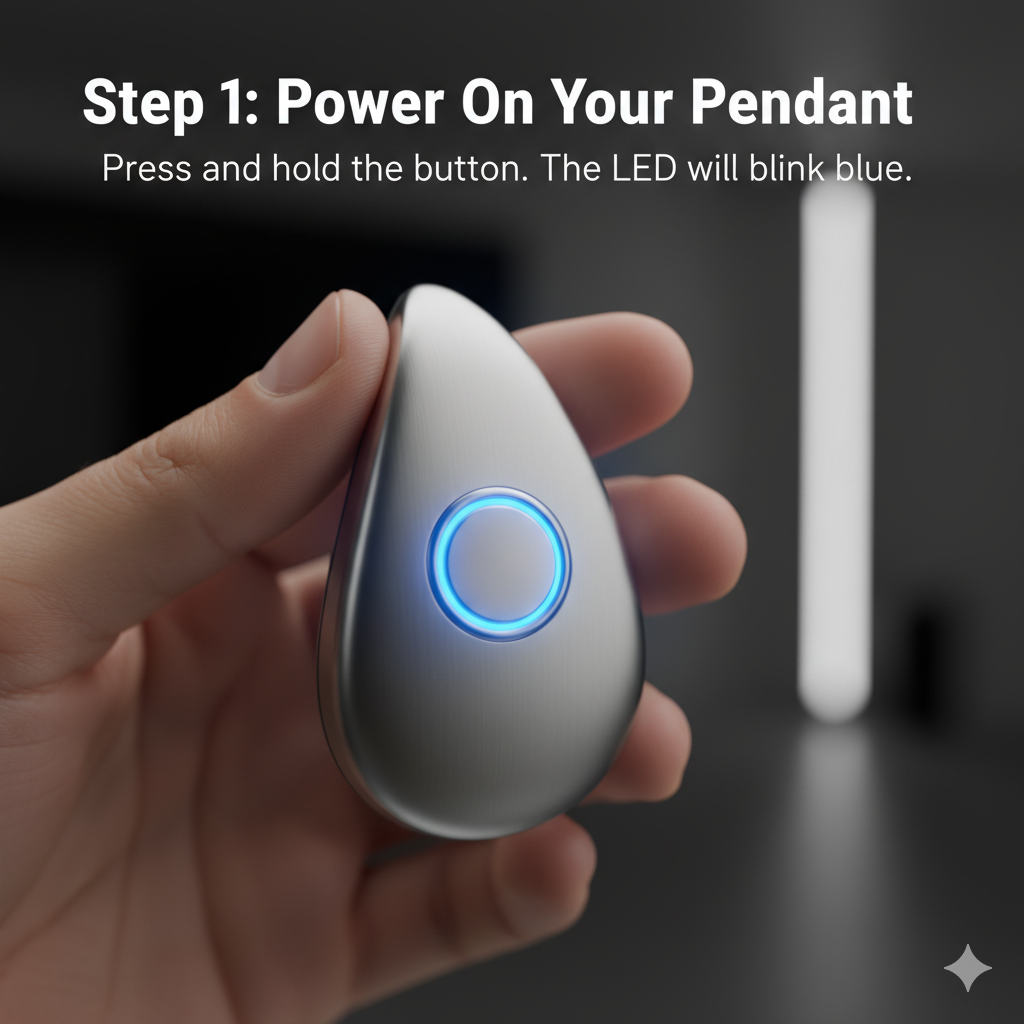 Step 1: Power On Your Pendant
Press and hold the button. The LED will blink blue.